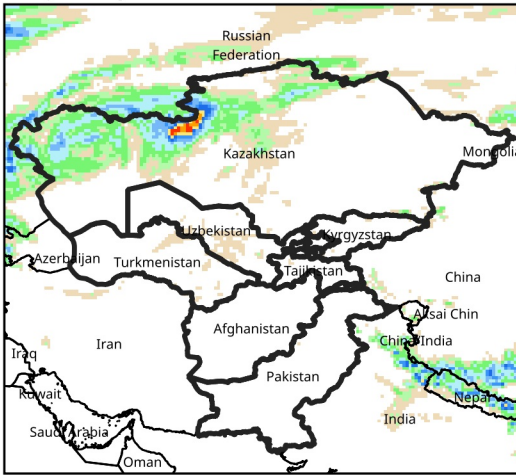 Russian
Federation
Kazakhstan
Mongolia
Uzbekistan
Kyrgyzstan
Azerbaijan
Turkmenistan
Tajikistan
China
Aksai Chin
Afghanistan
China/India
Iran
Iraq
Pakistan
Kuwait
Nepal
India
Saudi Arabia
Oman